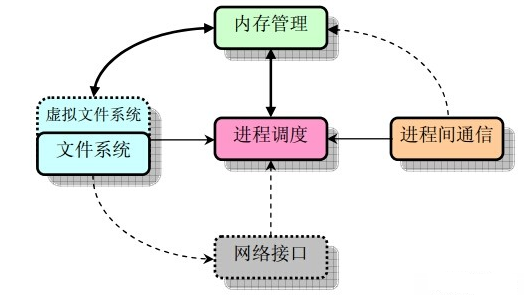 内存管理
虚拟文件系统
文件系统
进程调度
进程间通信
网络接口